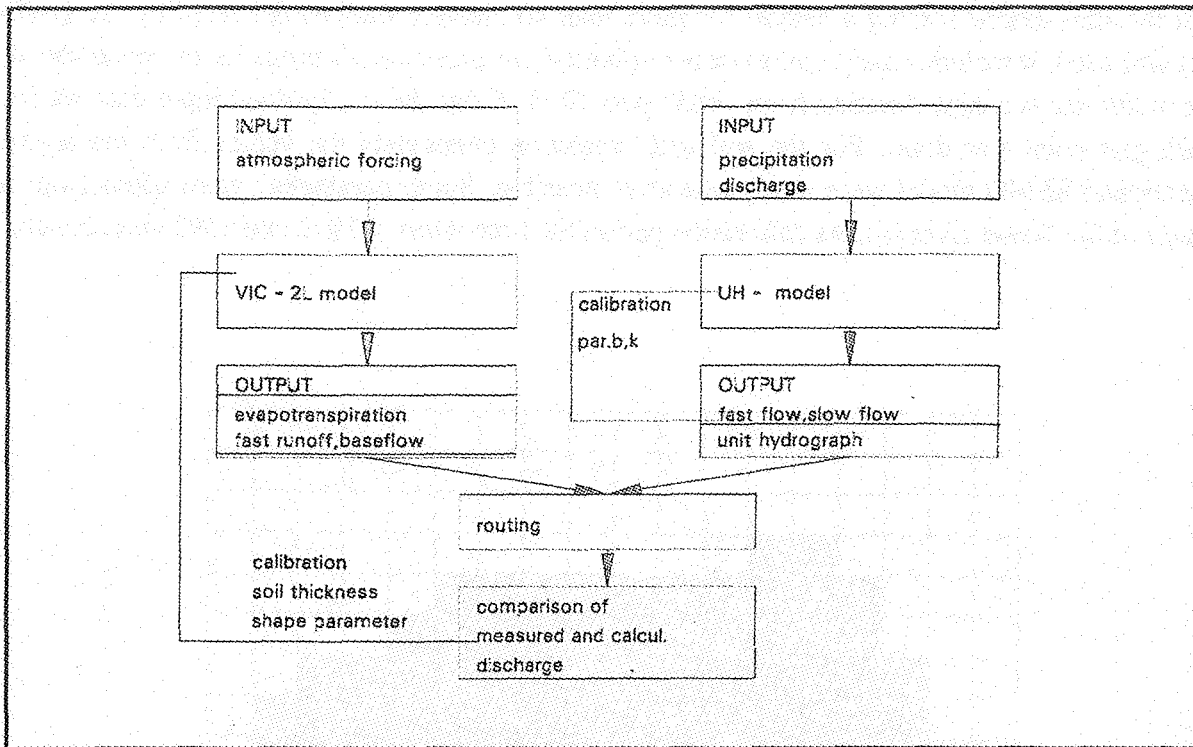 INPUT
atmospheric forcing
INPUT
precipitation
discharge
VIC - 2L model
calibration
par.b,k
UH - model
OUTPUT
evapotranspiration
fast runoff,baseflow
OUTPUT
fast flow,slow flow
unit hydrograph
routing
calibration
soil thickness
shape parameter
comparison of
measured and calcul.
discharge